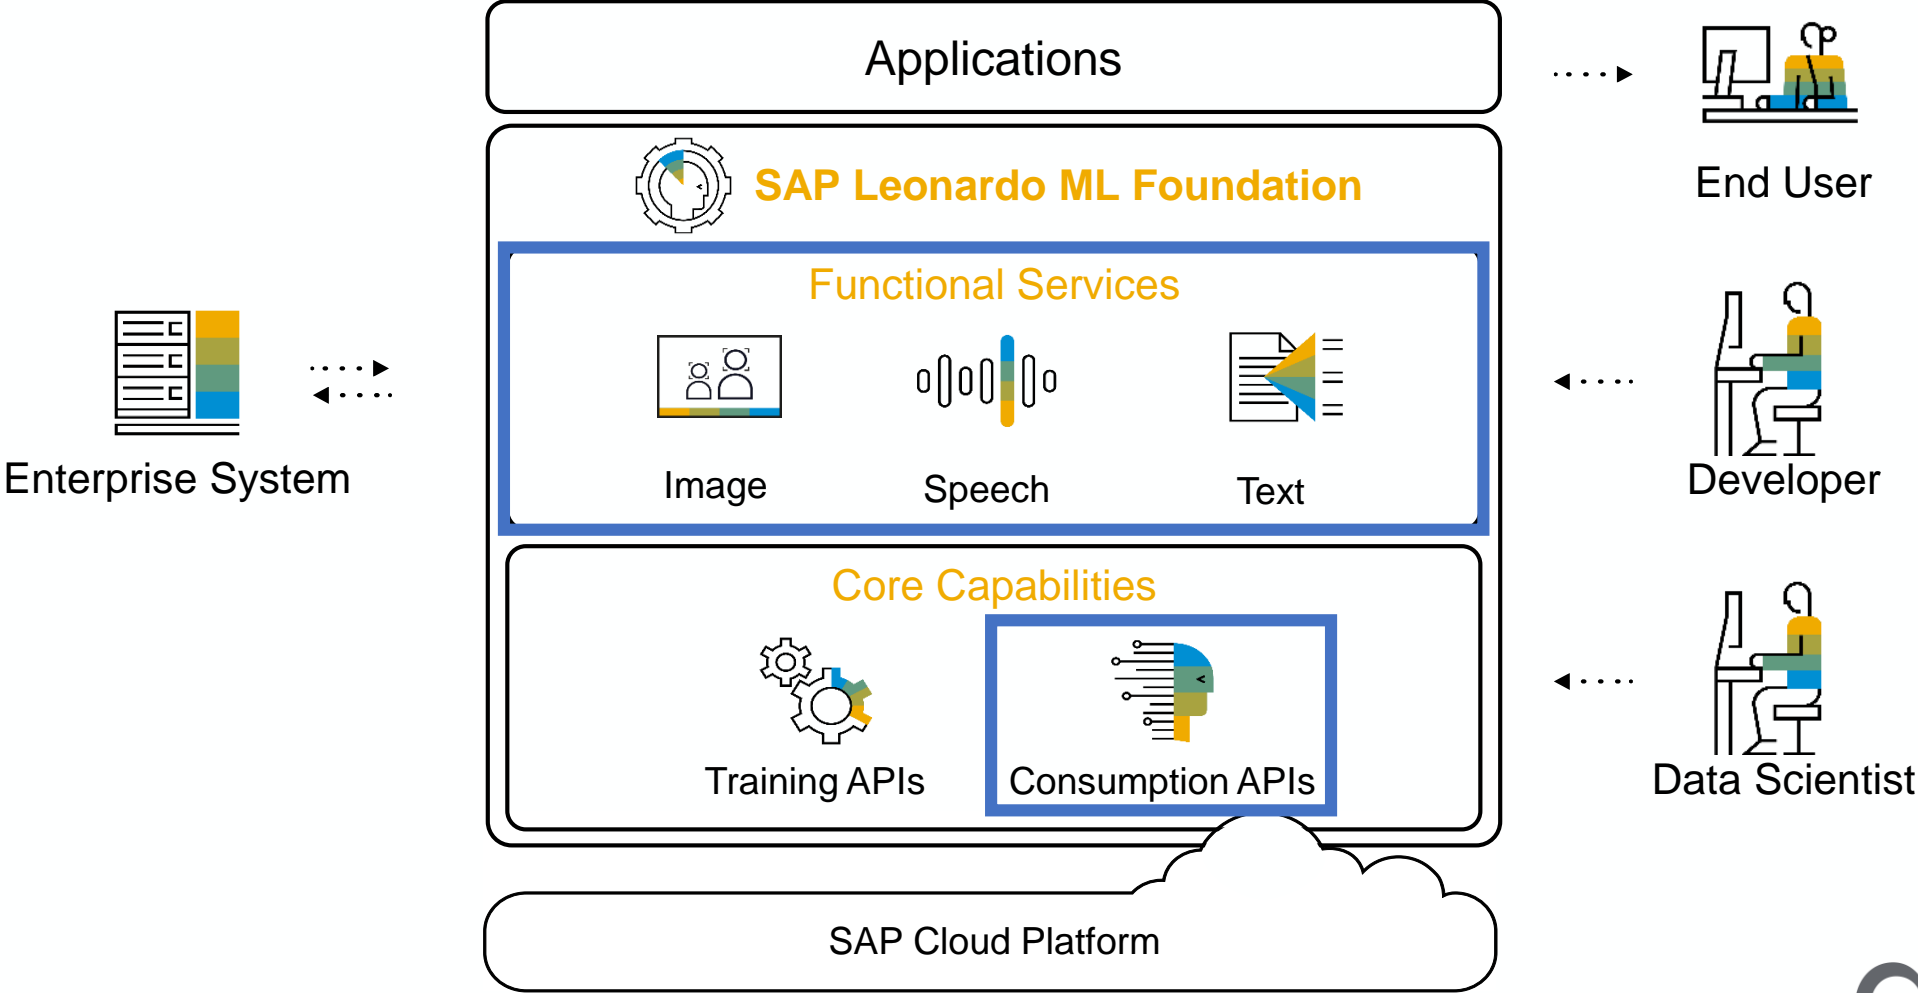 Applications
SAP Leonardo ML Foundation
End User
Functional Services
Image
Speech
Text
Enterprise System
Developer
Core Capabilities
Training APIs
Consumption APIs
Data Scientist
SAP Cloud Platform